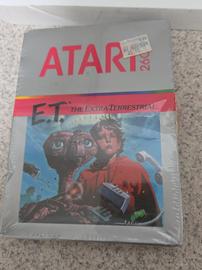 ATARI
2600
E.T.
THE EXTRA-TERRESTRIAL